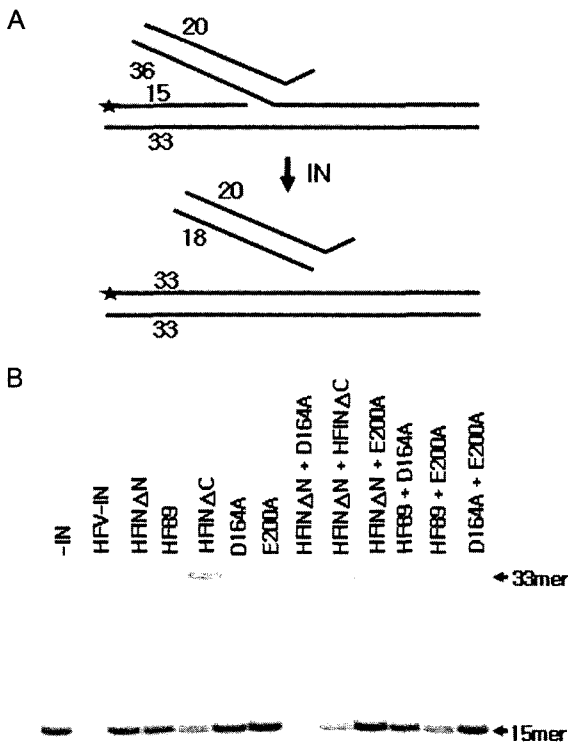 A
20
36
15
33
IN
20
18
33
33
B
-IN
HFV-IN
HFINΔN
HF89
HFINΔC
D164A
E200A
HFINΔN + D164A
HFINΔN + HFINΔC
HFINΔN + E200A
HF89 + D164A
HF89 + E200A
D164A + E200A
33mer
15mer